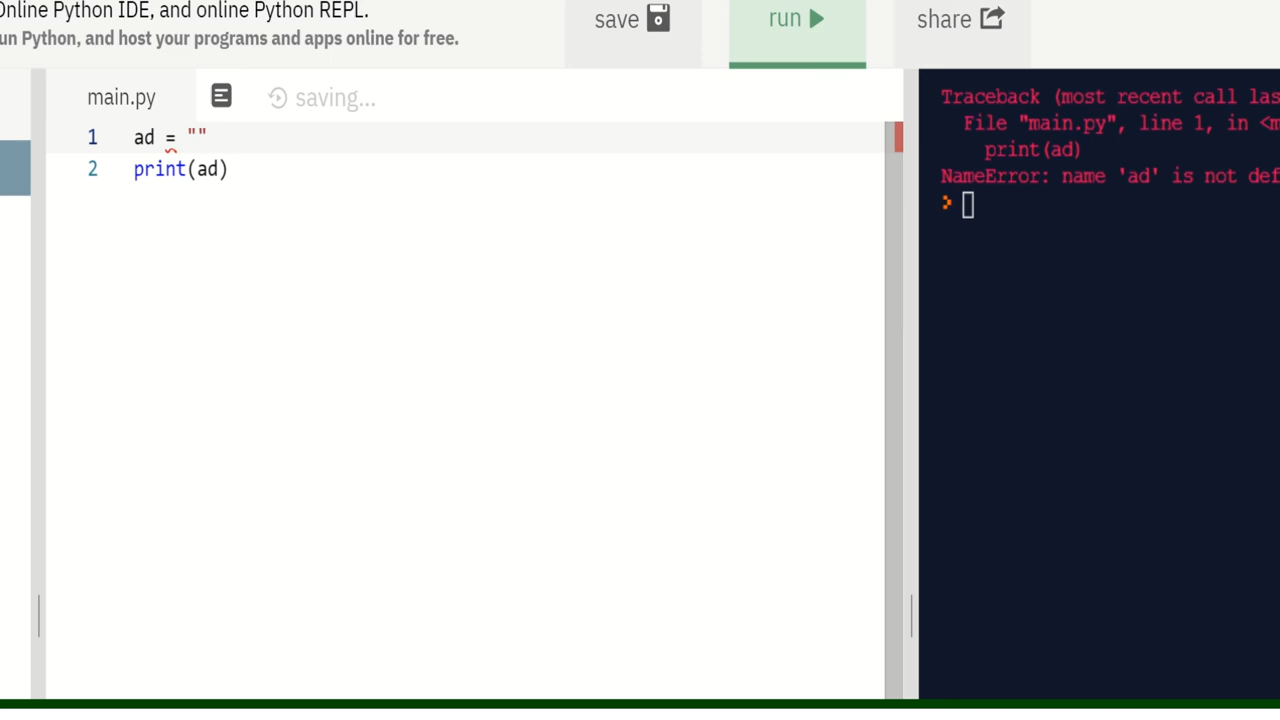 Online Python IDE, and online Python REPL.
un Python, and host your programs and apps online for free.
save
run
share
main.py
saving...
1 ad = ""
2 print(ad)
Traceback (most recent call las
File "main.py", line 1, in <m
print(ad)
NameError: name 'ad' is not def